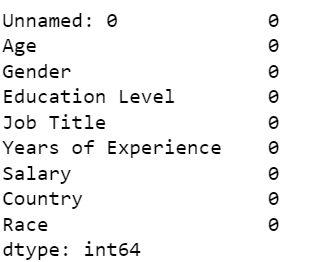 Unnamed: 0 0
Age 0
Gender 0
Education Level 0
Job Title 0
Years of Experience 0
Salary 0
Country 0
Race 0
dtype: int64